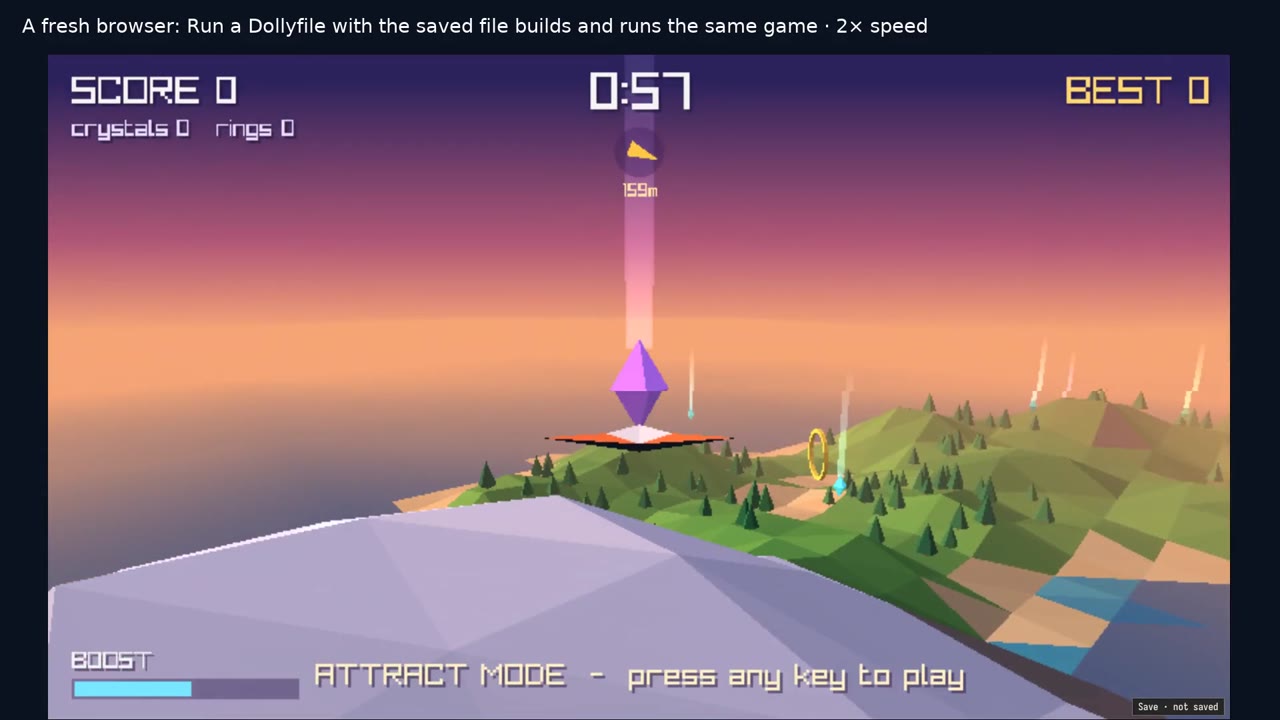 A fresh browser: Run a Dollyfile with the saved file builds and runs the same game · 2× speed
SCORE 0
0:57
BEST 0
crystals 0 rings 0
159m
BOOST
ATTRACT MODE - press any key to play
Save · not saved